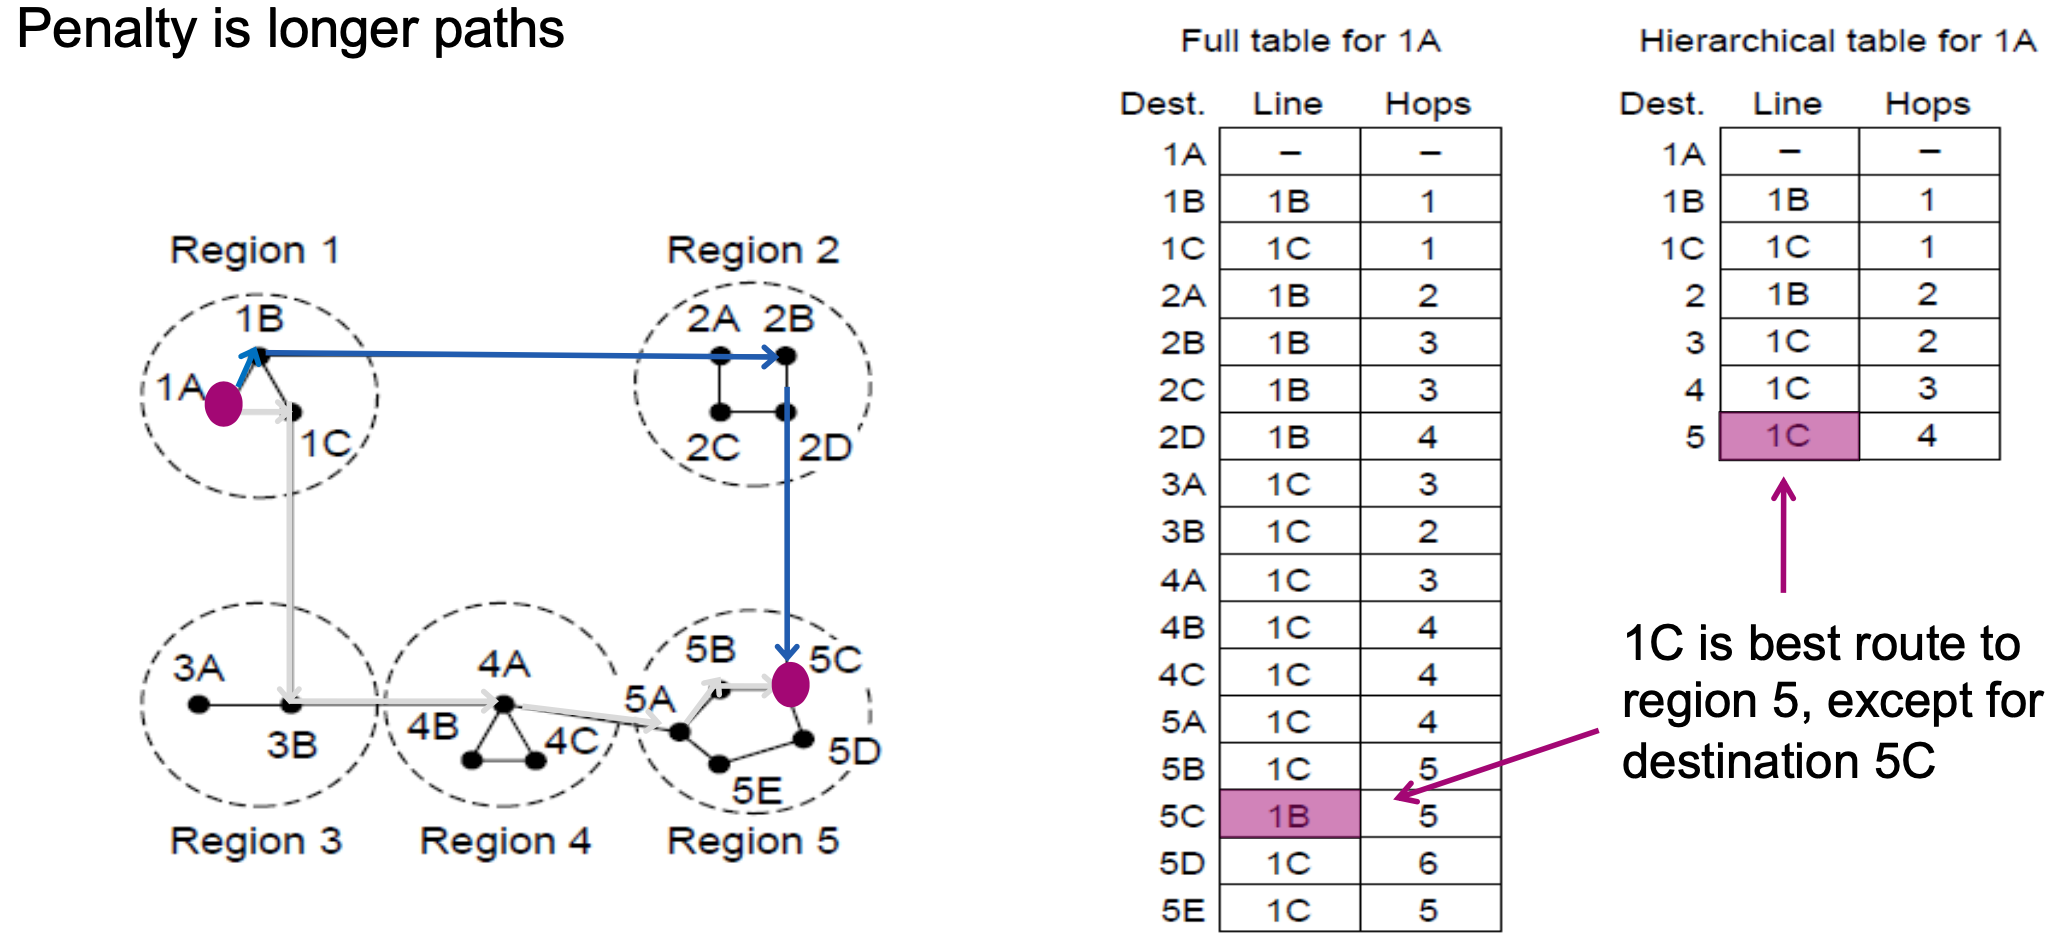 Penalty is longer paths
Region 1
Region 2
1B
1A
1C
2A 2B
2C 2D
3A
3B
4A
4B
4C
5B
5C
5A
5D
5E
Region 3
Region 4
Region 5
Full table for 1A
Dest. Line Hops
1A – –
1B 1B 1
1C 1C 1
2A 1B 2
2B 1B 3
2C 1B 3
2D 1B 4
3A 1C 3
3B 1C 2
4A 1C 3
4B 1C 4
4C 1C 4
5A 1C 4
5B 1C 5
5C 1B 5
5D 1C 6
5E 1C 5
Hierarchical table for 1A
Dest. Line Hops
1A – –
1B 1B 1
1C 1C 1
2 1B 2
3 1C 2
4 1C 3
5 1C 4
1C is best route to
region 5, except for
destination 5C